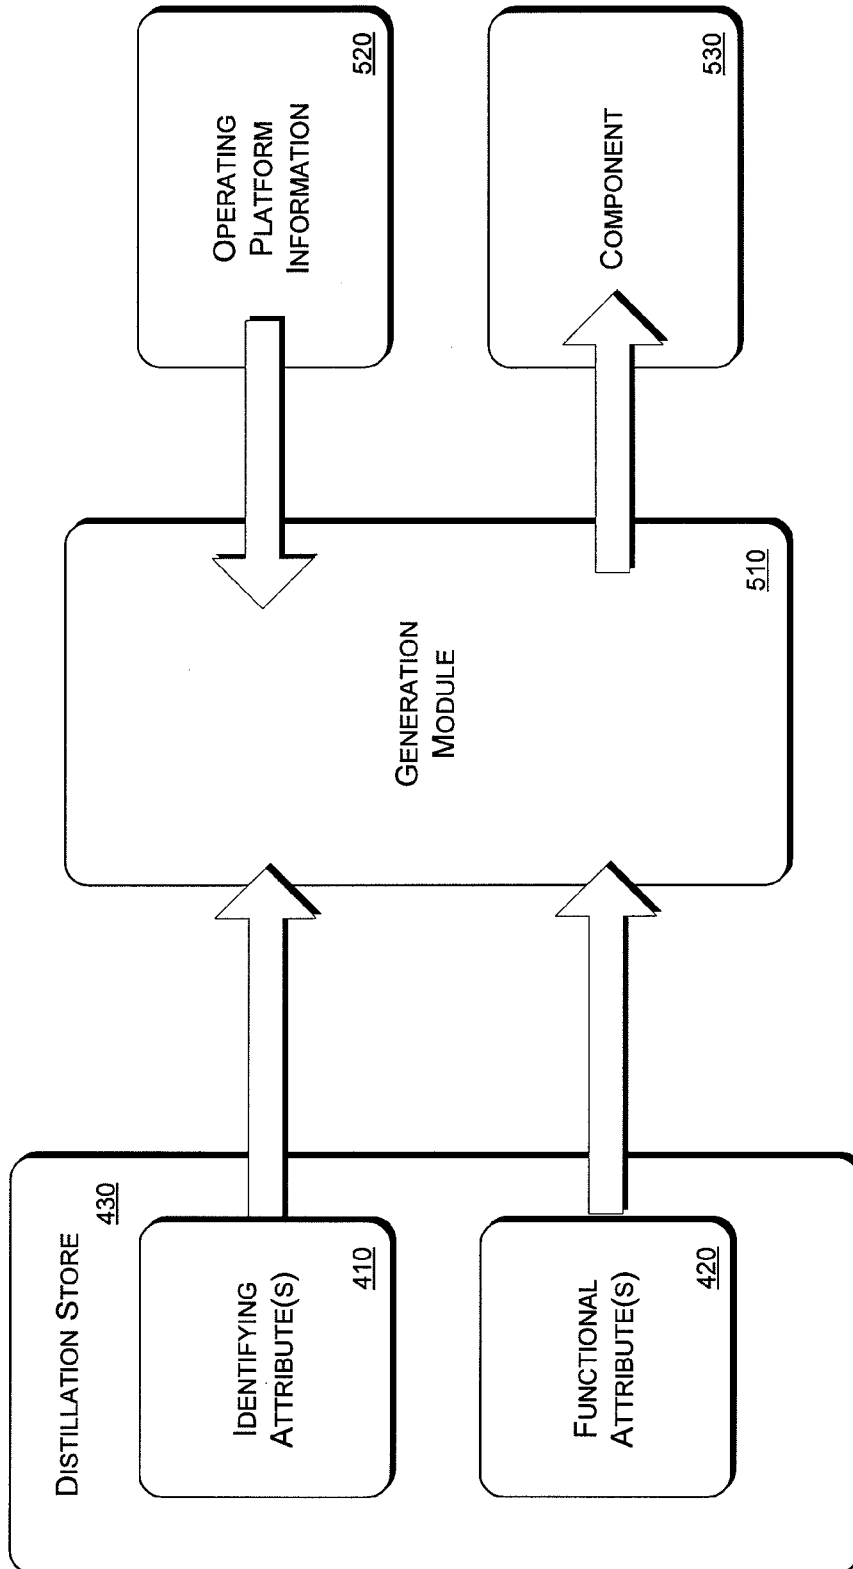 DISTILLATION STORE
430
IDENTIFYING
ATTRIBUTE(S)
410
FUNCTIONAL
ATTRIBUTE(S)
420
GENERATION
MODULE
510
OPERATING
PLATFORM
INFORMATION
520
COMPONENT
530